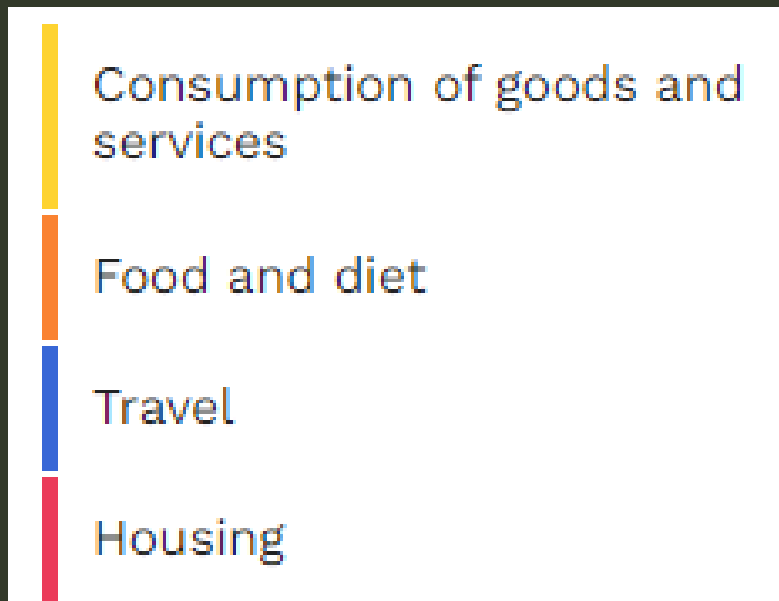 Consumption of goods and
services
Food and diet
Travel
Housing